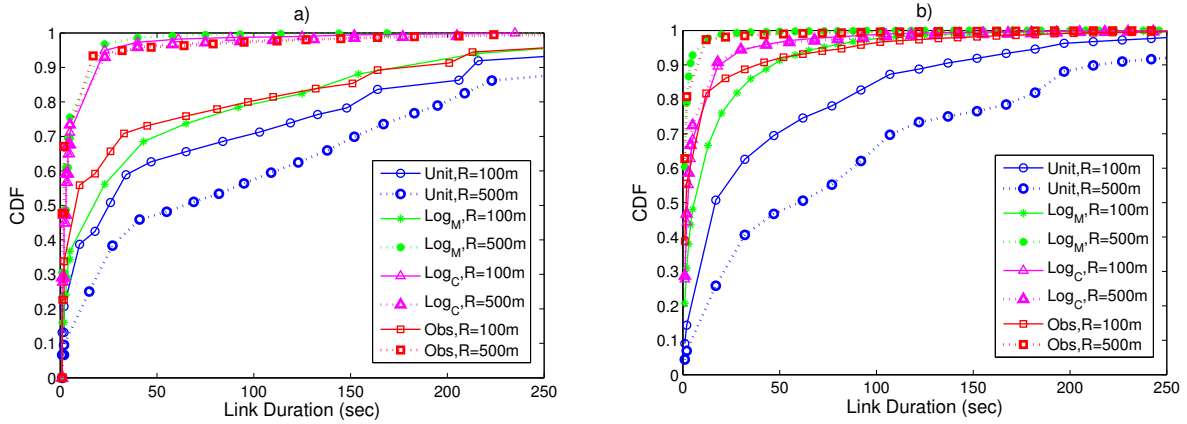 a)
CDF
1
0.9
0.8
0.7
0.6
0.5
0.4
0.3
0.2
0.1
0
0 50 100 150 200 250
Link Duration (sec)
Unit,R=100m
Unit,R=500m
Log_M,R=100m
Log_M,R=500m
Log_C,R=100m
Log_C,R=500m
Obs,R=100m
Obs,R=500m
b)
CDF
1
0.9
0.8
0.7
0.6
0.5
0.4
0.3
0.2
0.1
0
0 50 100 150 200 250
Link Duration (sec)
Unit,R=100m
Unit,R=500m
Log_M,R=100m
Log_M,R=500m
Log_C,R=100m
Log_C,R=500m
Obs,R=100m
Obs,R=500m